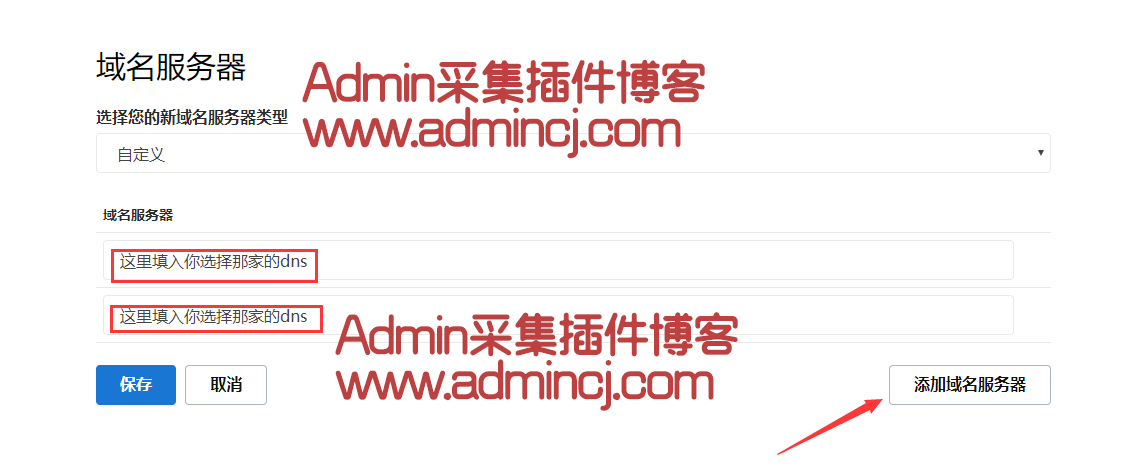 域名服务器
Admin采集插件博客
选择您的新域名服务器类型
www.admincj.com
自定义
域名服务器
这里填入你选择那家的dns
这里填入你选择那家的dns
Admin采集插件博客
www.admincj.com
保存
取消
添加域名服务器